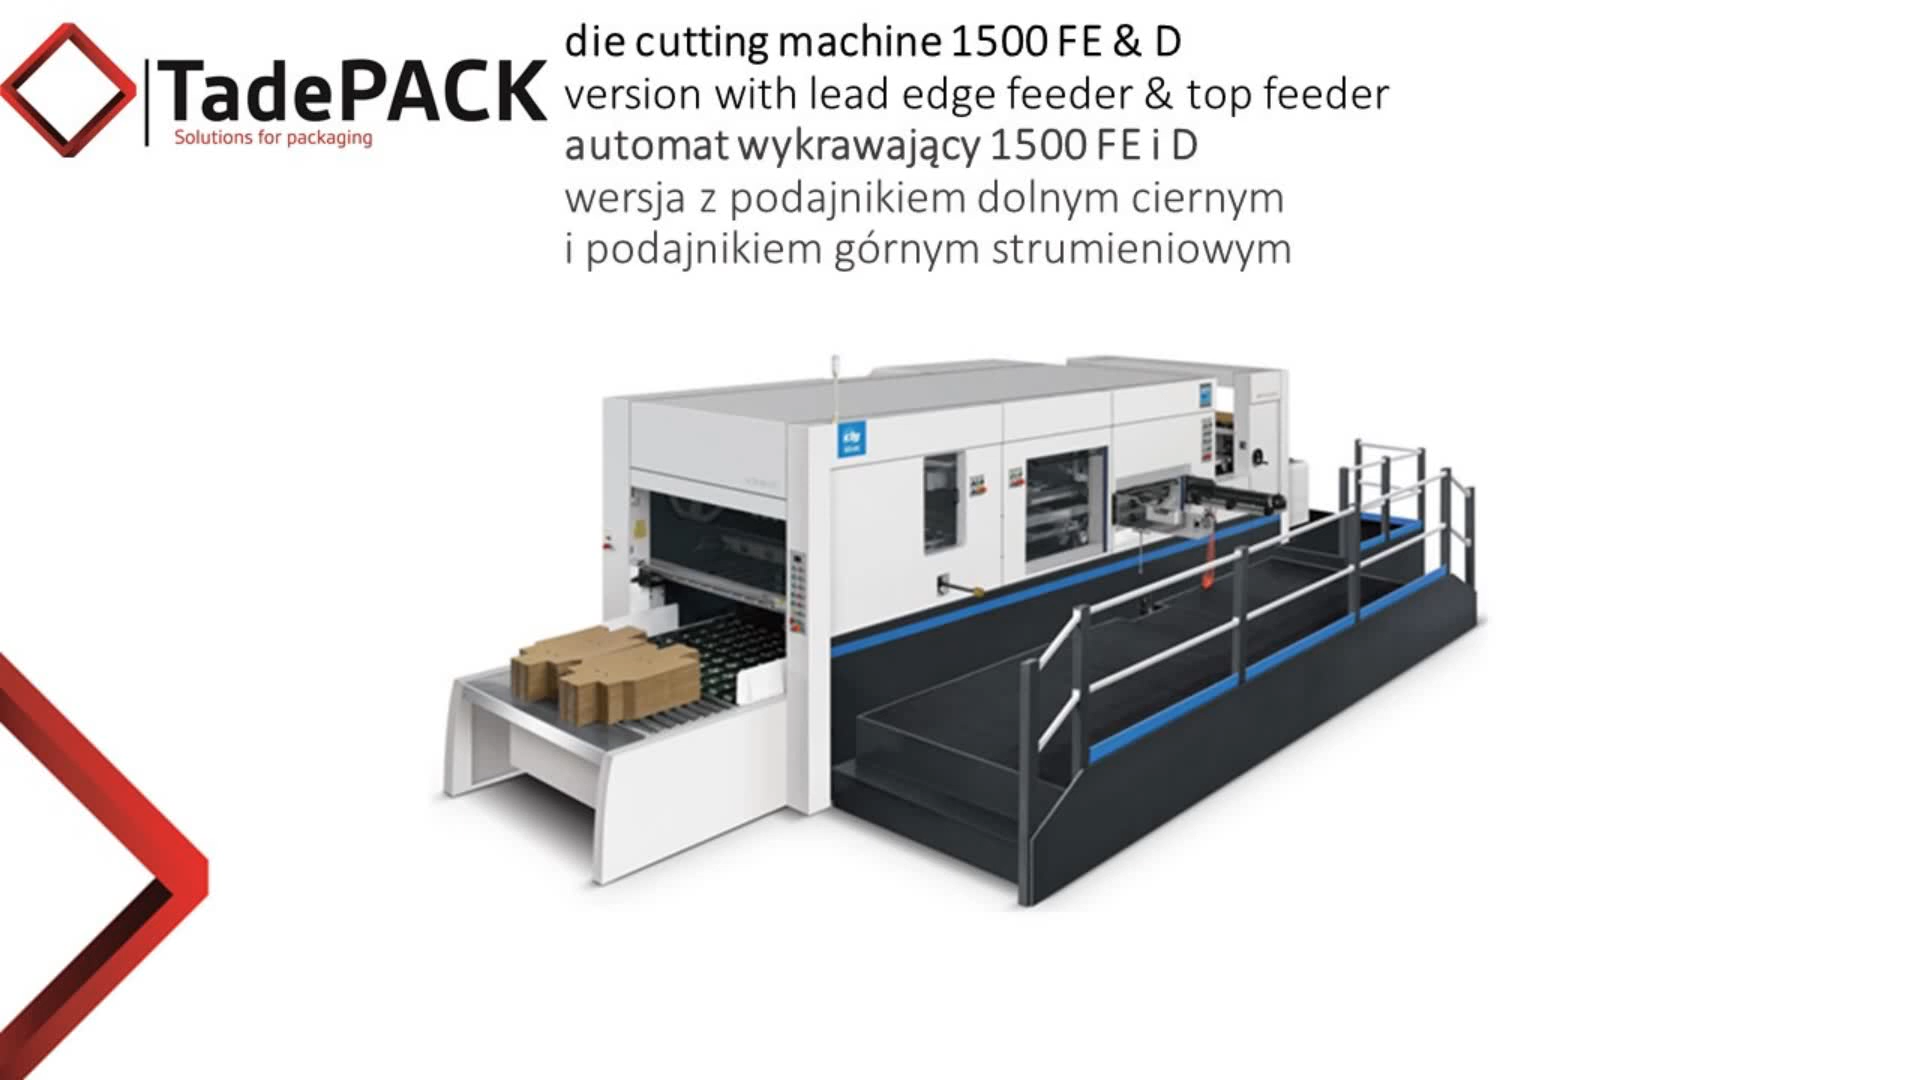 TadePACK
Solutions for packaging
die cutting machine 1500 FE & D
version with lead edge feeder & top feeder
automat wykrawający 1500 FE i D
wersja z podajnikiem dolnym ciernym
i podajnikiem górnym strumieniowym